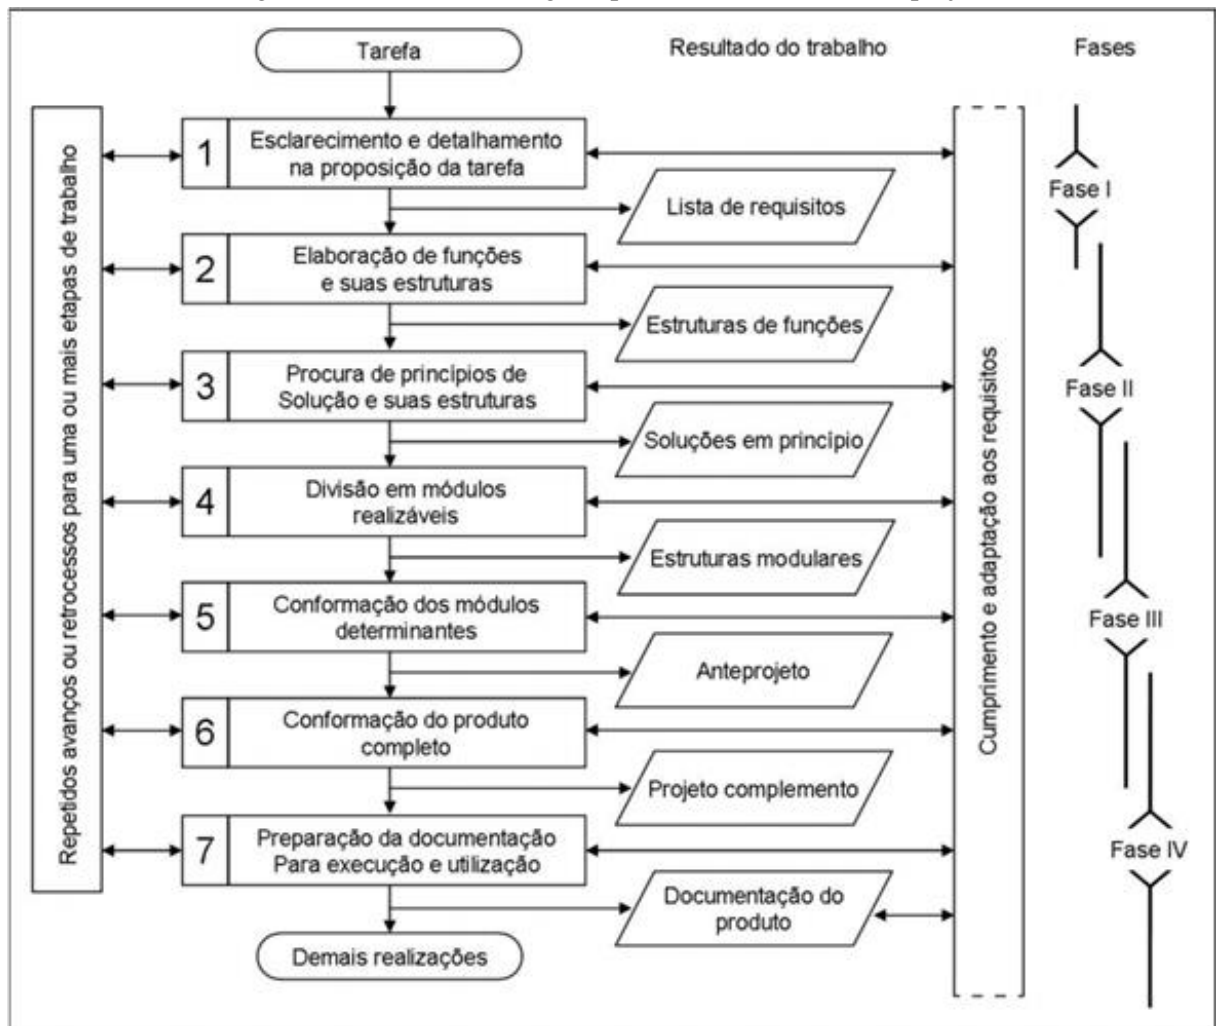 Tarefa
Resultado do trabalho
Fases
Repetidos avanços ou retrocessos para uma ou mais etapas de trabalho
1
Esclarecimento e detalhamento
na proposição da tarefa
Lista de requisitos
2
Elaboração de funções
e suas estruturas
Estruturas de funções
3
Procura de princípios de
Solução e suas estruturas
Soluções em princípio
4
Divisão em módulos
realizáveis
Estruturas modulares
5
Conformação dos módulos
determinantes
Anteprojeto
6
Conformação do produto
completo
Projeto complemento
7
Preparação da documentação
Para execução e utilização
Documentação do
produto
Demais realizações
Cumprimento e adaptação aos requisitos
Fase I
Fase II
Fase III
Fase IV